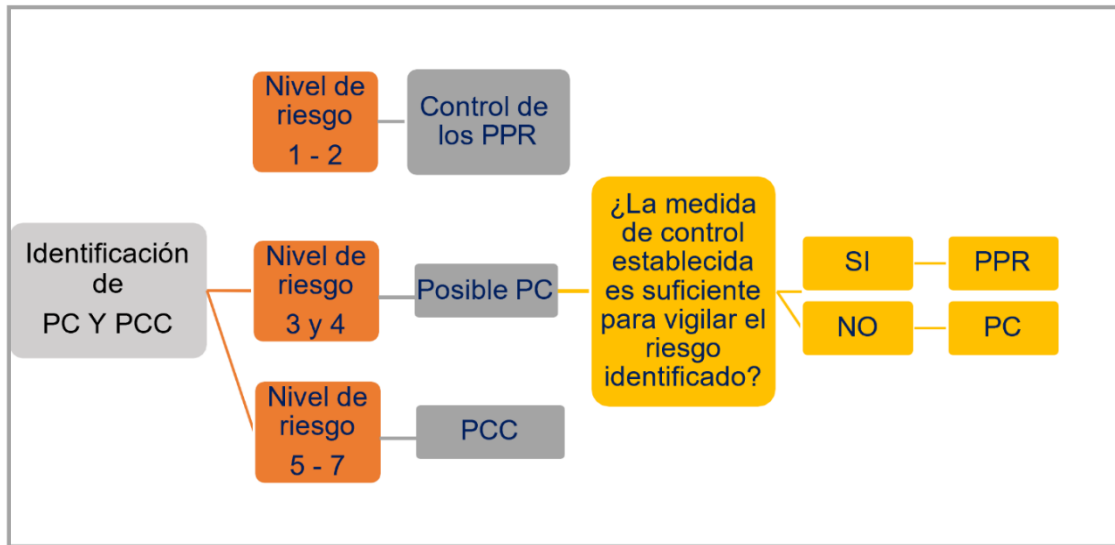 Identificación
de
PC Y PCC
Nivel de
riesgo
1 - 2
Control de
los PPR
Nivel de
riesgo
3 y 4
Posible PC
¿La medida
de control
establecida
es suficiente
para vigilar el
riesgo
identificado?
SI
PPR
NO
PC
Nivel de
riesgo
5 - 7
PCC